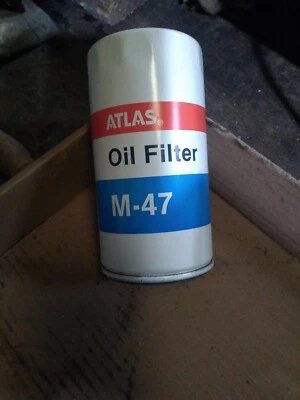 ATLAS
Oil Filter
M-47